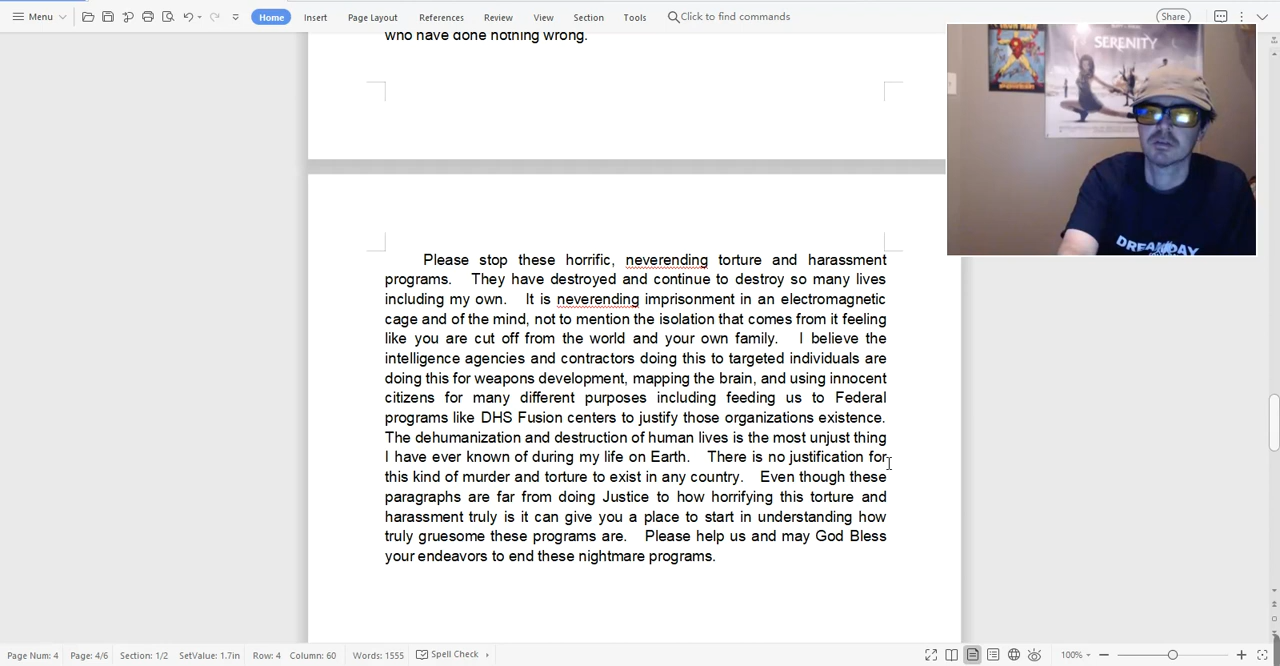 Menu
Home
Insert
Page Layout
References
Review
View
Section
Tools
Click to find commands
Share
who have done nothing wrong.
IRON MAN
SERENITY
Please stop these horrific, neverending torture and harassment
programs. They have destroyed and continue to destroy so many lives
including my own. It is neverending imprisonment in an electromagnetic
cage and of the mind, not to mention the isolation that comes from it feeling
like you are cut off from the world and your own family. I believe the
intelligence agencies and contractors doing this to targeted individuals are
doing this for weapons development, mapping the brain, and using innocent
citizens for many different purposes including feeding us to Federal
programs like DHS Fusion centers to justify those organizations existence.
The dehumanization and destruction of human lives is the most unjust thing
I have ever known of during my life on Earth. There is no justification for
this kind of murder and torture to exist in any country. Even though these
paragraphs are far from doing Justice to how horrifying this torture and
harassment truly is it can give you a place to start in understanding how
truly gruesome these programs are. Please help us and may God Bless
your endeavors to end these nightmare programs.
Page Num: 4
Page: 4/6
Section: 1/2
SetValue: 1.7in
Row: 4
Column: 60
Words: 1555
Spell Check
100%